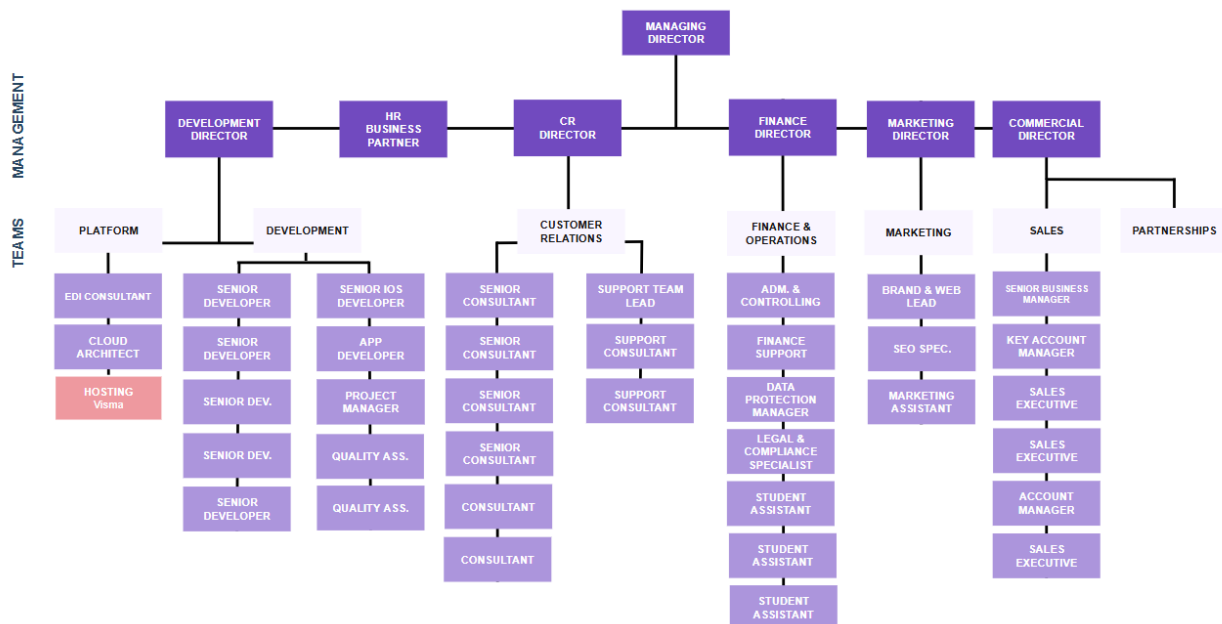 MANAGING
DIRECTOR
MANAGEMENT
DEVELOPMENT
DIRECTOR
HR
BUSINESS
PARTNER
CR
DIRECTOR
FINANCE
DIRECTOR
MARKETING
DIRECTOR
COMMERCIAL
DIRECTOR
TEAMS
PLATFORM
DEVELOPMENT
CUSTOMER
RELATIONS
FINANCE &
OPERATIONS
MARKETING
SALES
PARTNERSHIPS
EDI CONSULTANT
CLOUD
ARCHITECT
HOSTING
Visma
SENIOR
DEVELOPER
SENIOR
DEVELOPER
SENIOR DEV.
SENIOR DEV.
SENIOR
DEVELOPER
SENIOR IOS
DEVELOPER
APP
DEVELOPER
PROJECT
MANAGER
QUALITY ASS.
QUALITY ASS.
SENIOR
CONSULTANT
SENIOR
CONSULTANT
SENIOR
CONSULTANT
SENIOR
CONSULTANT
CONSULTANT
CONSULTANT
SUPPORT TEAM
LEAD
SUPPORT
CONSULTANT
SUPPORT
CONSULTANT
ADM. &
CONTROLLING
FINANCE
SUPPORT
DATA
PROTECTION
MANAGER
LEGAL &
COMPLIANCE
SPECIALIST
STUDENT
ASSISTANT
STUDENT
ASSISTANT
STUDENT
ASSISTANT
BRAND & WEB
LEAD
SEO SPEC.
MARKETING
ASSISTANT
SENIOR BUSINESS
MANAGER
KEY ACCOUNT
MANAGER
SALES
EXECUTIVE
SALES
EXECUTIVE
ACCOUNT
MANAGER
SALES
EXECUTIVE